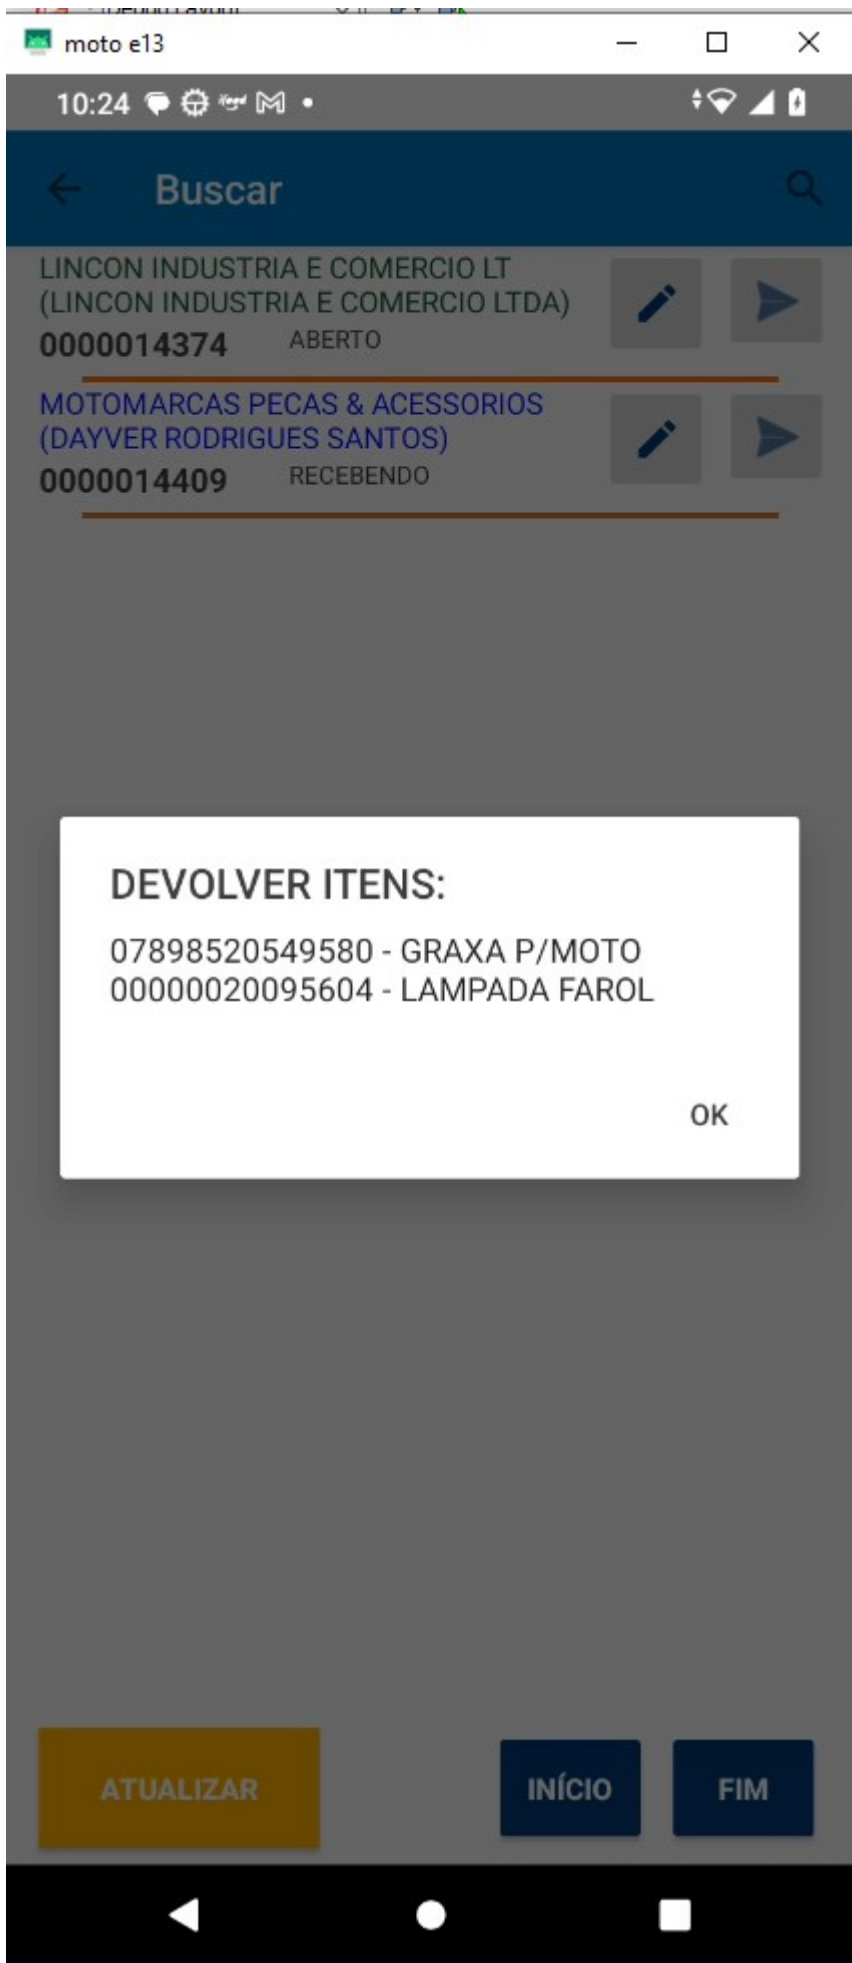 moto e13
10:24
Buscar
LINCON INDUSTRIA E COMERCIO LT
(LINCON INDUSTRIA E COMERCIO LTDA)
0000014374 ABERTO
MOTOMARCAS PECAS & ACESSORIOS
(DAYVER RODRIGUES SANTOS)
0000014409 RECEBENDO
DEVOLVER ITENS:
07898520549580 - GRAXA P/MOTO
00000020095604 - LAMPADA FAROL
OK
ATUALIZAR INÍCIO FIM